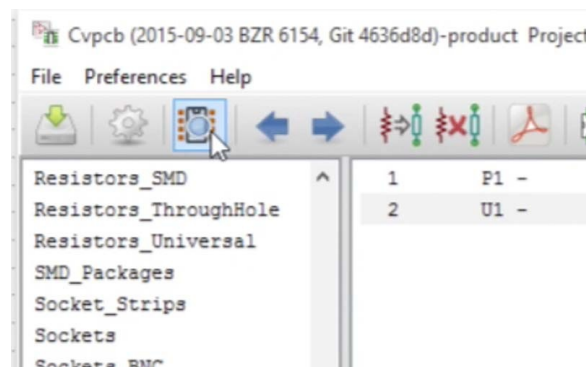 Cvpcb (2015-09-03 BZR 6154, Git 4636d8d)-product Project
File Preferences Help
Resistors_SMD
Resistors_ThroughHole
Resistors_Universal
SMD_Packages
Socket_Strips
Sockets
Sockets_BNC
1 P1 -
2 U1 -